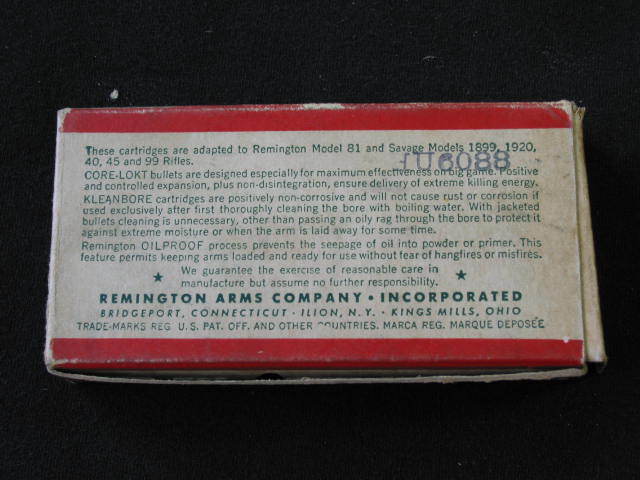 These cartridges are adapted to Remington Model 81 and Savage Models 1899, 1920,
40, 45 and 99 Rifles.
JU6088
CORE-LOKT bullets are designed especially for maximum effectiveness on big game. Positive
and controlled expansion, plus non-disintegration, ensure delivery of extreme killing energy.
KLEANBORE cartridges are positively non-corrosive and will not cause rust or corrosion if
used exclusively after first thoroughly cleaning the bore with boiling water. With jacketed
bullets cleaning is unnecessary, other than passing an oily rag through the bore to protect it
against extreme moisture or when the arm is laid away for some time.
Remington OILPROOF process prevents the seepage of oil into powder or primer. This
feature permits keeping arms loaded and ready for use without fear of hangfires or misfires.
★ We guarantee the exercise of reasonable care in ★
manufacture but assume no further responsibility.
REMINGTON ARMS COMPANY • INCORPORATED
BRIDGEPORT, CONNECTICUT · ILION, N.Y. · KINGS MILLS, OHIO
TRADE-MARKS REG U.S. PAT. OFF. AND OTHER COUNTRIES. MARCA REG. MARQUE DEPOSÉE